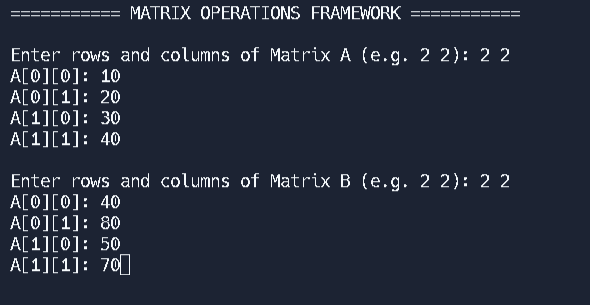 =========== MATRIX OPERATIONS FRAMEWORK ===========
Enter rows and columns of Matrix A (e.g. 2 2): 2 2
A[0][0]: 10
A[0][1]: 20
A[1][0]: 30
A[1][1]: 40
Enter rows and columns of Matrix B (e.g. 2 2): 2 2
A[0][0]: 40
A[0][1]: 80
A[1][0]: 50
A[1][1]: 70